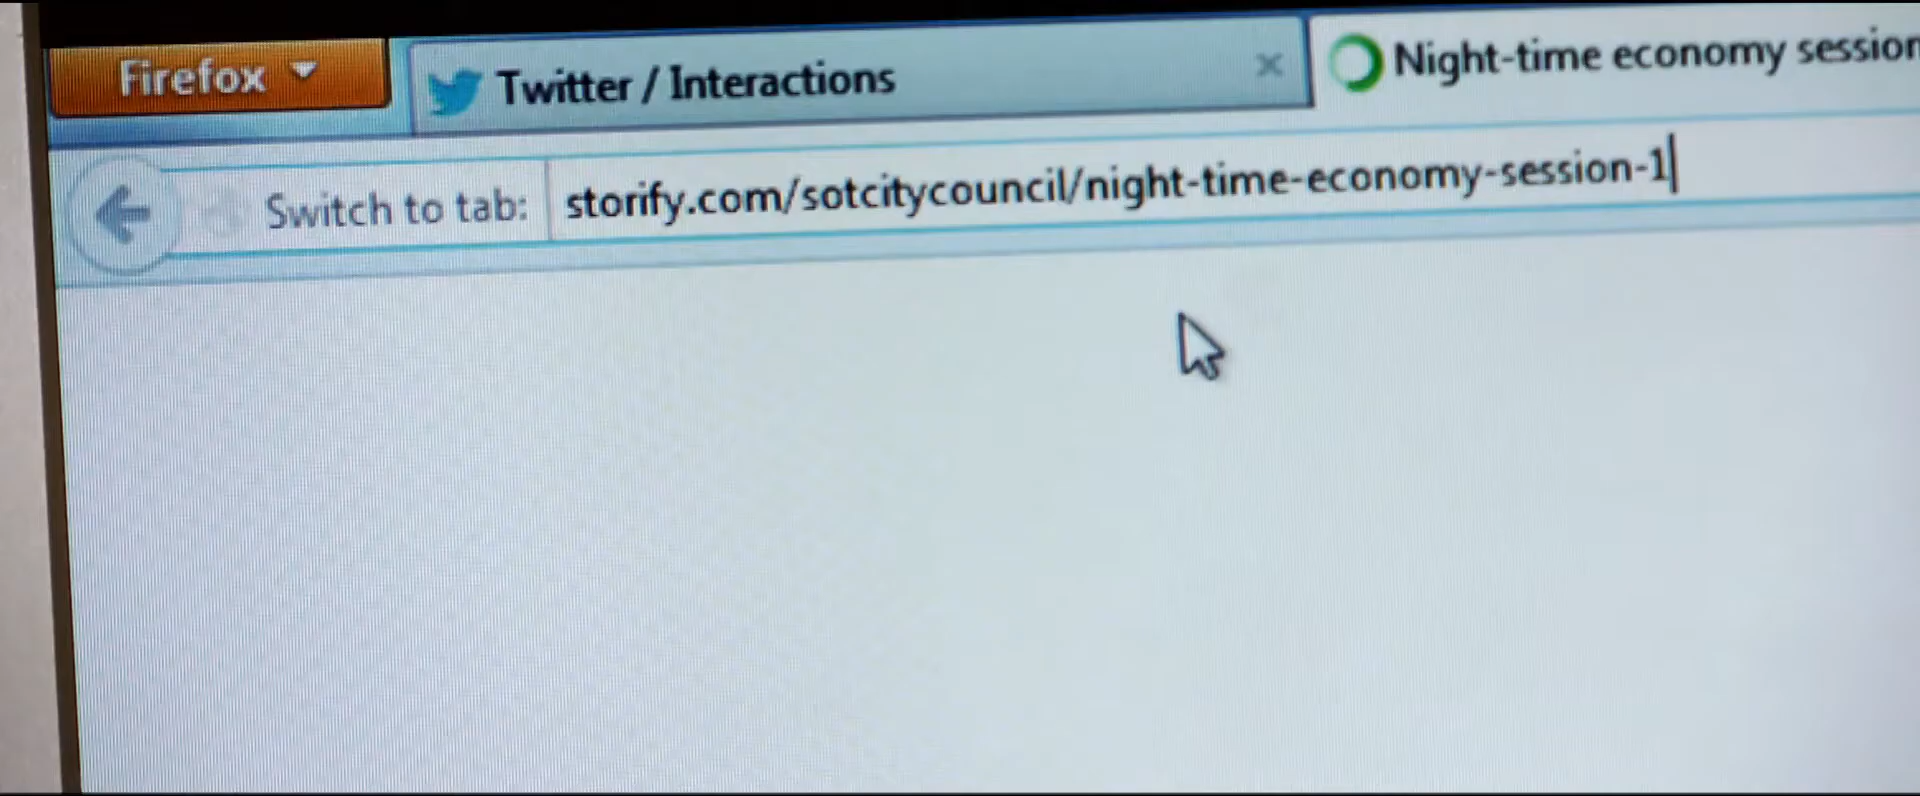 Firefox
Twitter / Interactions
Night-time economy session
Switch to tab:
storify.com/sotcitycouncil/night-time-economy-session-1